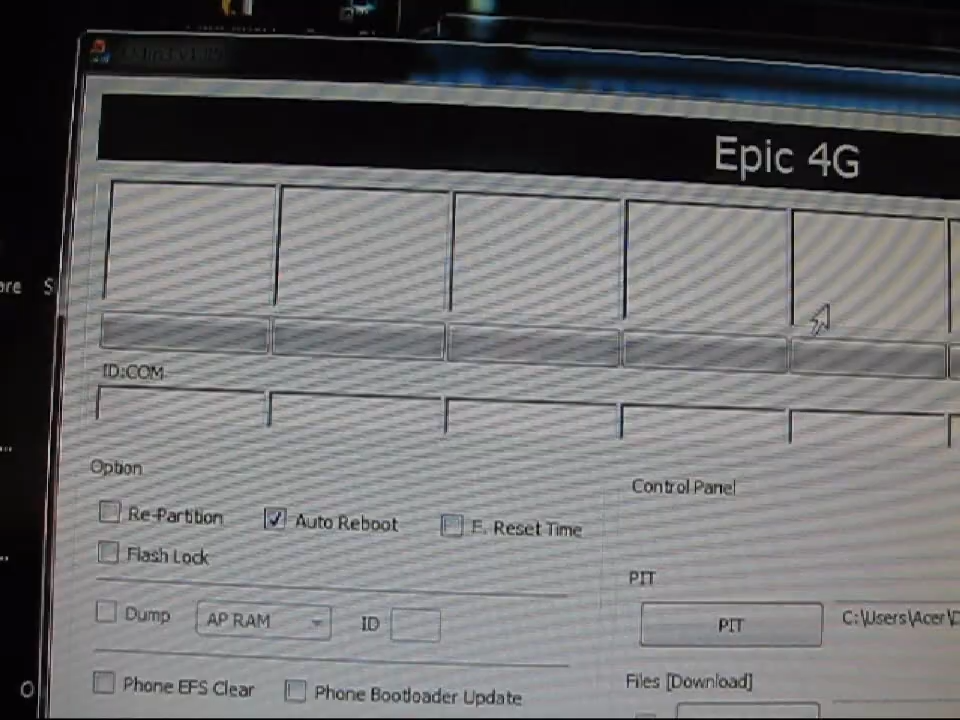 Epic 4G
ID:COM
Option
Control Panel
Re-Partition Auto Reboot F. Reset Time
Flash Lock
PIT
Dump AP RAM ID
PIT C:\Users\Acer\D
Phone EFS Clear Phone Bootloader Update
Files [Download]